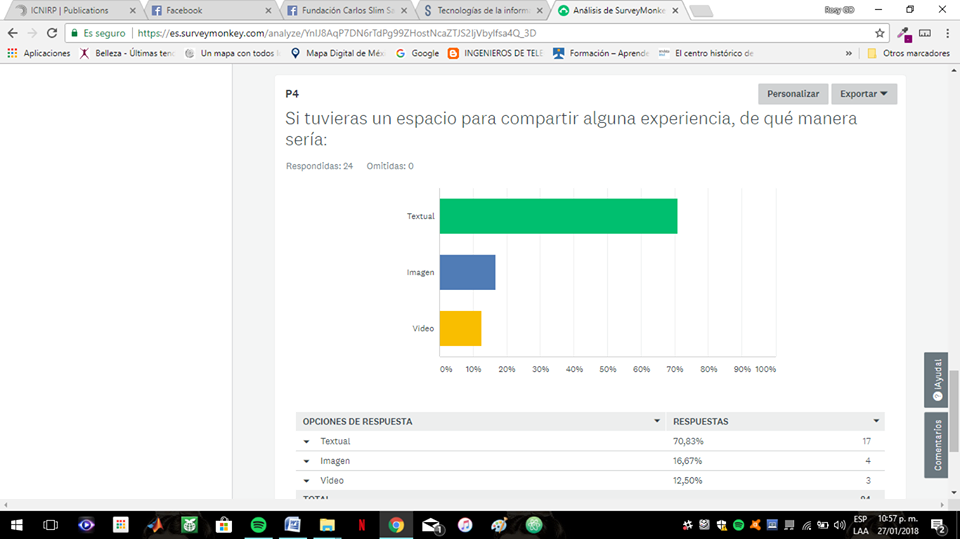 ICNIRP | Publications
Facebook
Fundación Carlos Slim Sa
Tecnologías de la inform
Análisis de SurveyMonke
Rosy GD
Es seguro
https://es.surveymonkey.com/analyze/YnIJ8AqP7DN6rTdPg99ZHostNcaZTJS2IjVbyIfsa4Q_3D
Aplicaciones
Belleza - Últimas tenc
Un mapa con todos l
Mapa Digital de Méx
Google
INGENIEROS DE TELE
Formación – Aprende
El centro histórico de
»
Otros marcadores
P4
Personalizar
Exportar
Si tuvieras un espacio para compartir alguna experiencia, de qué manera
sería:
Respondidas: 24 Omitidas: 0
Textual
Imagen
Video
0% 10% 20% 30% 40% 50% 60% 70% 80% 90% 100%
¡Ayuda!
Comentarios
OPCIONES DE RESPUESTA RESPUESTAS
Textual 70,83% 17
Imagen 16,67% 4
Video 12,50% 3
TOTAL 24
ESP 10:57 p. m.
LAA 27/01/2018